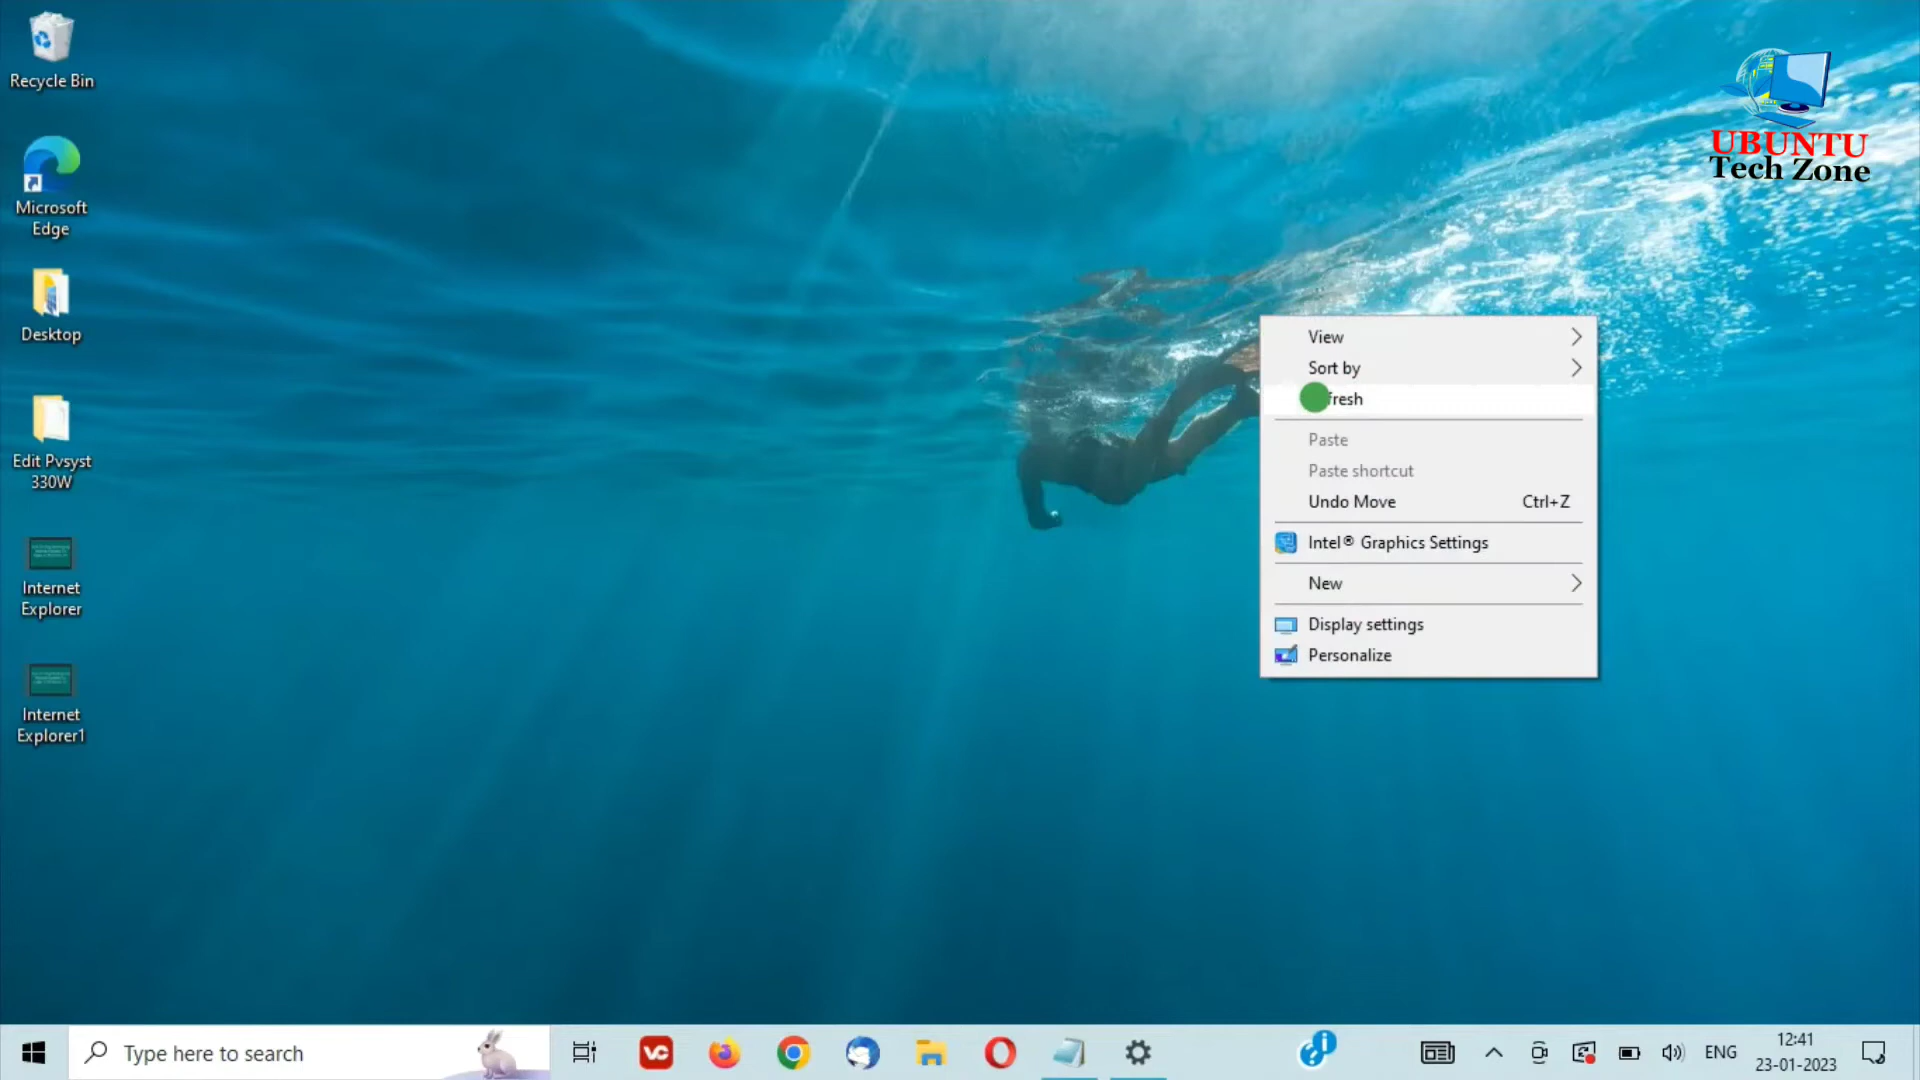 Recycle Bin
Microsoft
Edge
Desktop
Edit Pvsyst
330W
Internet
Explorer
Internet
Explorer1
UBUNTU
Tech Zone
View
Sort by
fresh
Paste
Paste shortcut
Undo Move Ctrl+Z
Intel® Graphics Settings
New
Display settings
Personalize
Type here to search
VC
ENG
12:41
23-01-2023